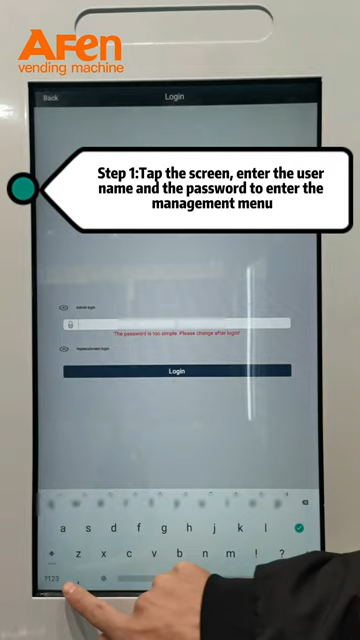 AFEN
vending machine
Back
Login
Step 1:Tap the screen, enter the user
name and the password to enter the
management menu
Admin login
The password is too simple. Please change after login!
Replenishment login
Login
a s d f g h j k l
z x c v b n m ! ?
?123 ,